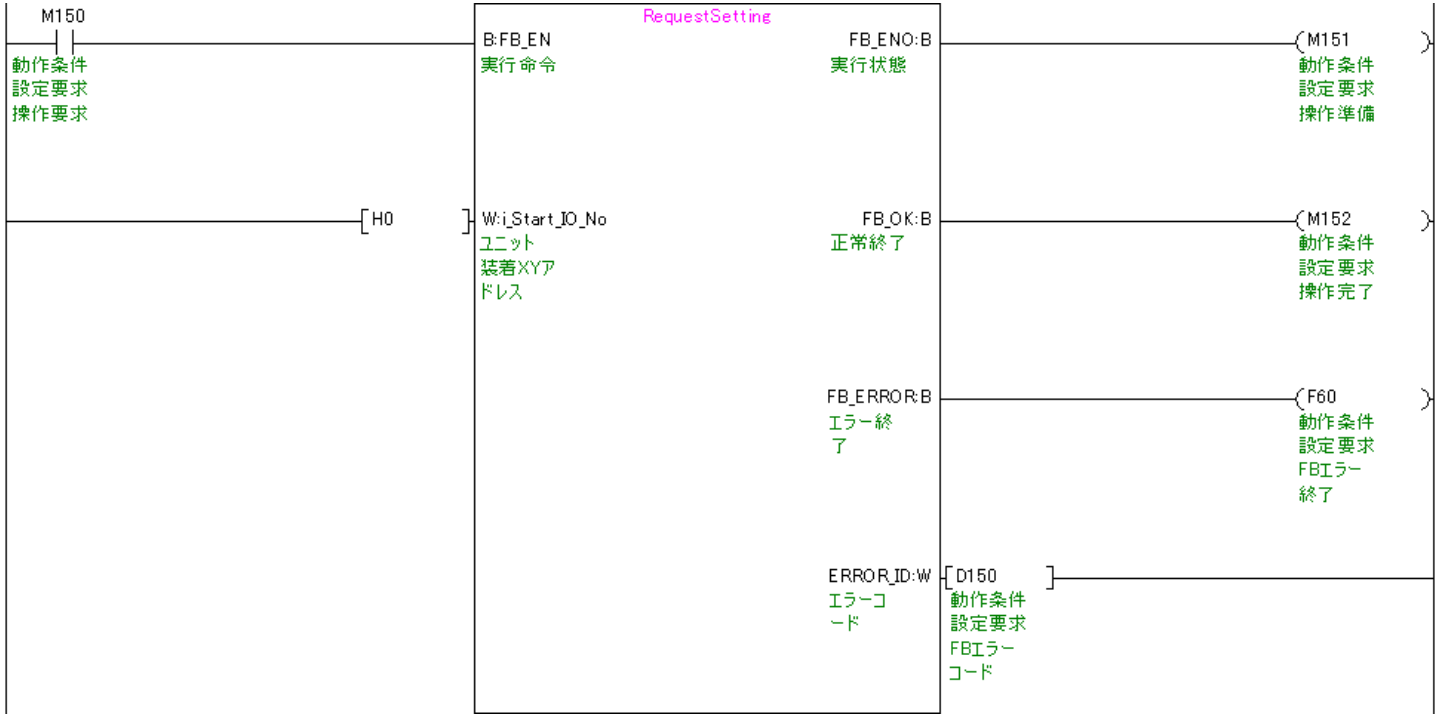 RequestSetting
M150
B:FB_EN
FB_ENO:B
M151
動作条件
設定要求
操作要求
実行命令
実行状態
動作条件
設定要求
操作準備
H0
W:i_Start_IO_No
FB_OK:B
M152
ユニット
装着XYア
ドレス
正常終了
動作条件
設定要求
操作完了
FB_ERROR:B
F60
エラー終
了
動作条件
設定要求
FBエラー
終了
ERROR_ID:W
D150
エラーコ
ード
動作条件
設定要求
FBエラー
コード